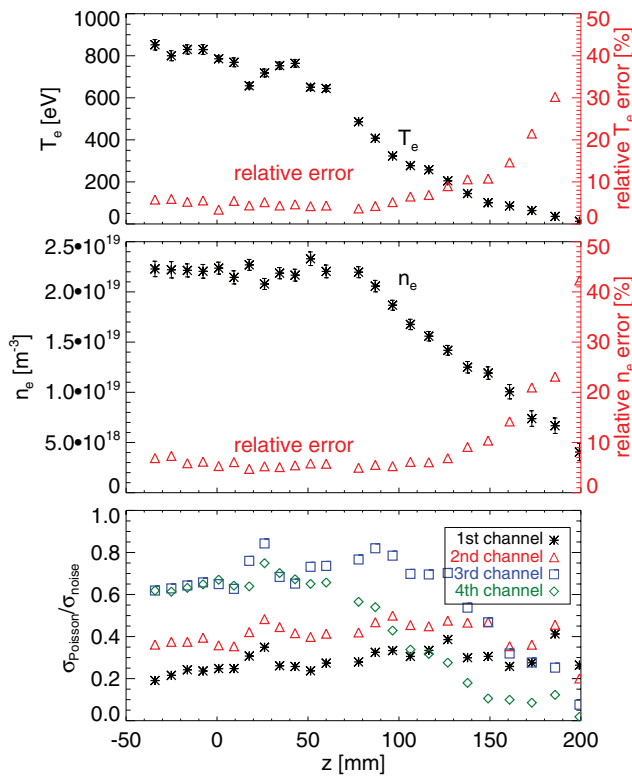 1000
800
600
400
200
0
T_e [eV]
T_e
relative error
50
40
30
20
10
0
relative T_e error [%]
2.5•10^19
2.0•10^19
1.5•10^19
1.0•10^19
5.0•10^18
n_e [m^-3]
n_e
relative error
50
40
30
20
10
0
relative n_e error [%]
1.0
0.8
0.6
0.4
0.2
0.0
σ_Poisson/σ_noise
1st channel
2nd channel
3rd channel
4th channel
-50
0
50
100
150
200
z [mm]